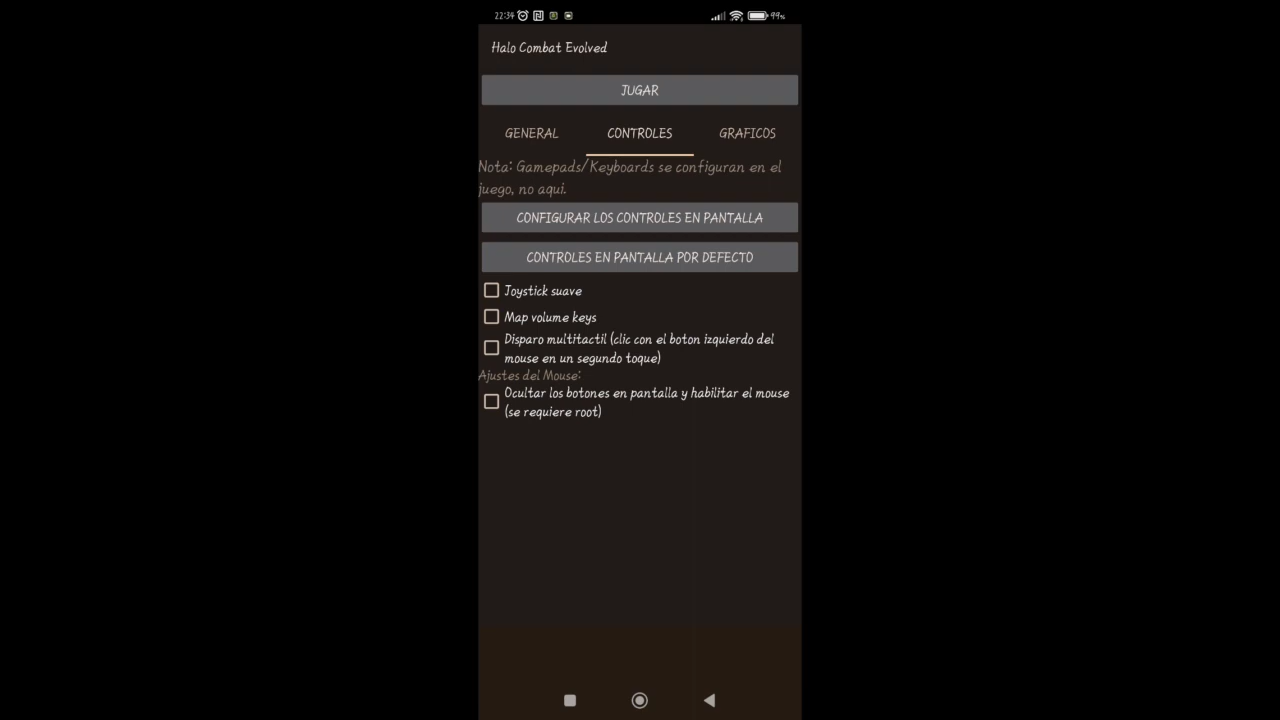 22:34
99%
Halo Combat Evolved
JUGAR
GENERAL
CONTROLES
GRAFICOS
Nota: Gamepads/Keyboards se configuran en el
juego, no aqui.
CONFIGURAR LOS CONTROLES EN PANTALLA
CONTROLES EN PANTALLA POR DEFECTO
Joystick suave
Map volume keys
Disparo multitactil (clic con el boton izquierdo del
mouse en un segundo toque)
Ajustes del Mouse:
Ocultar los botones en pantalla y habilitar el mouse
(se requiere root)